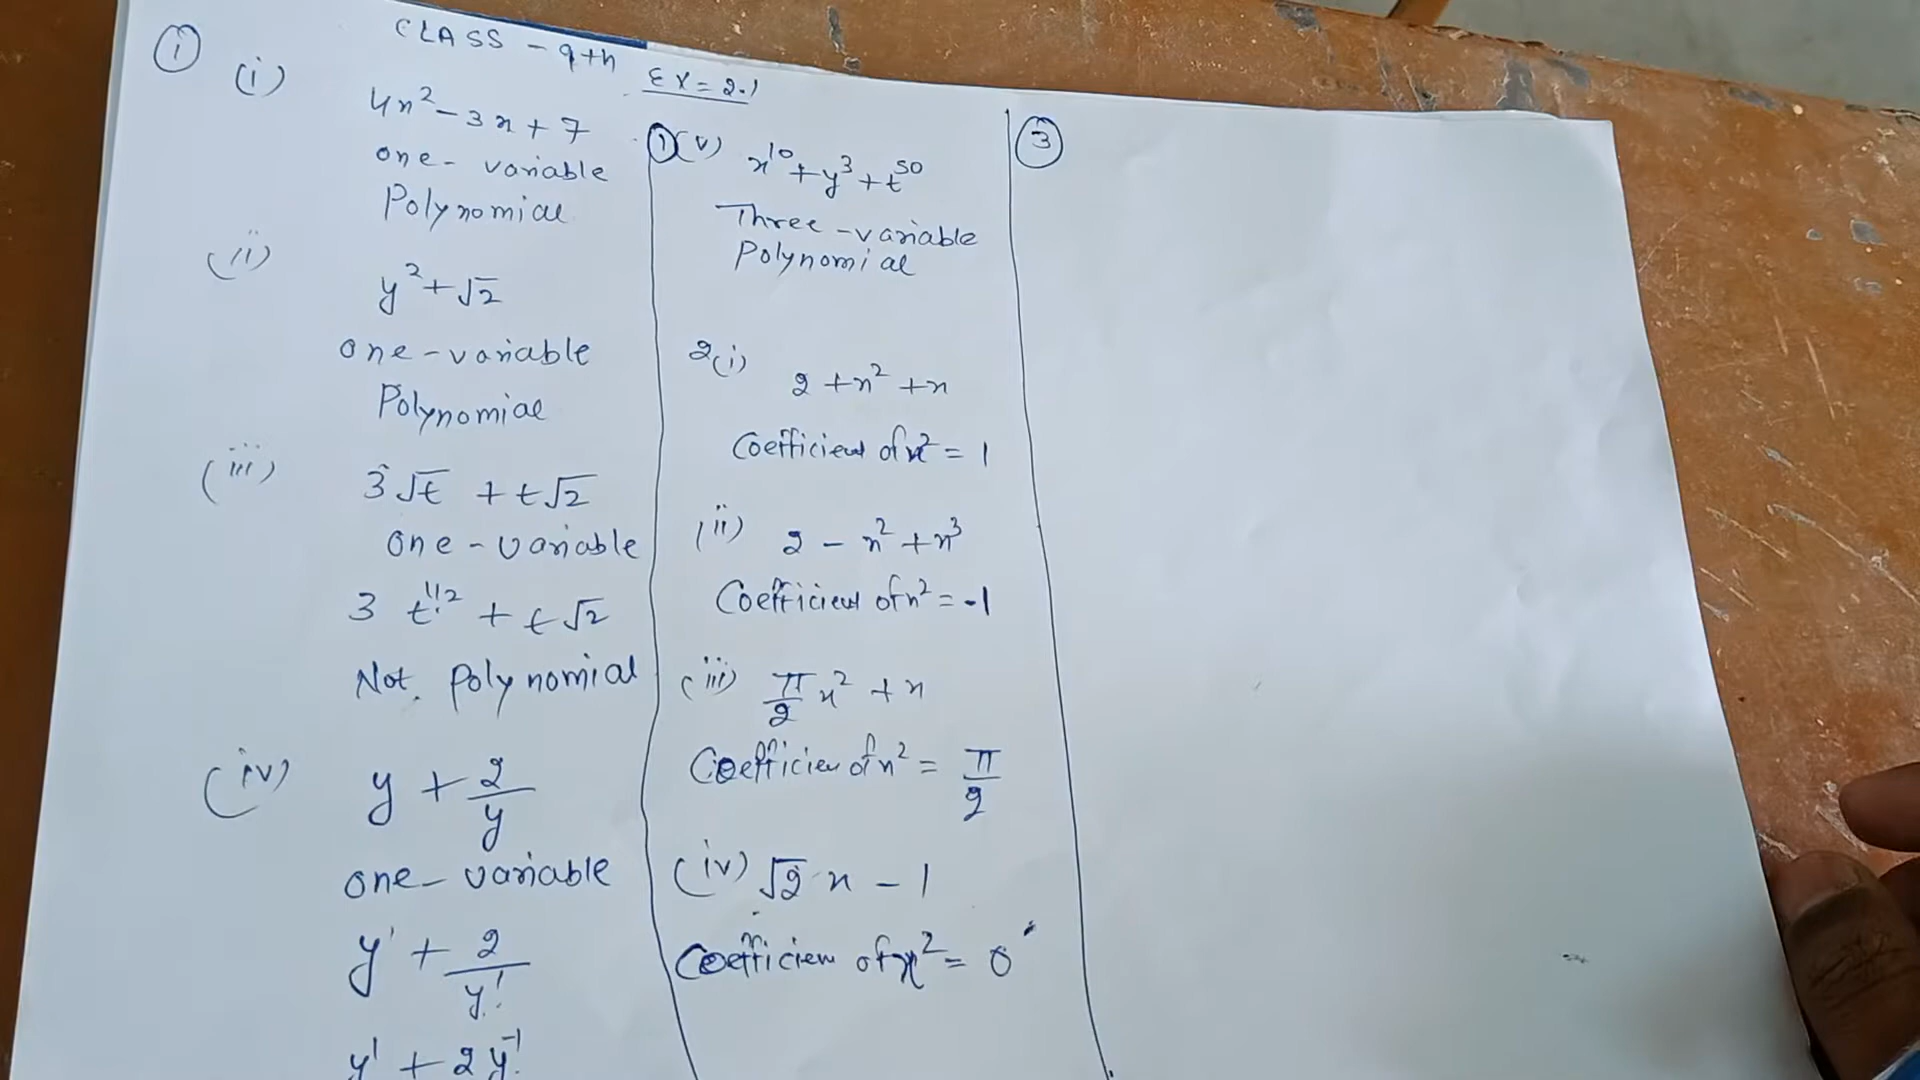 CLASS - 9th
Ex = 2.1
① (i)
4x² - 3x + 7
one - variable
Polynomial
(ii)
y² + √2
one - variable
Polynomial
(iii)
3√t + t√2
one - variable
3 t^1/2 + t√2
Not Polynomial
(iv)
y + 2/y
one - variable
y¹ + 2/y¹
y¹ + 2y⁻¹
①(v) x¹⁰ + y³ + t⁵⁰
Three - variable
Polynomial
2(i)
2 + x² + x
Coefficient of x² = 1
(ii) 2 - x² + x³
Coefficient of x² = -1
(iii) π/2 x² + x
Coefficien of x² = π/2
(iv) √2 x - 1
Coefficien of x² = 0
③